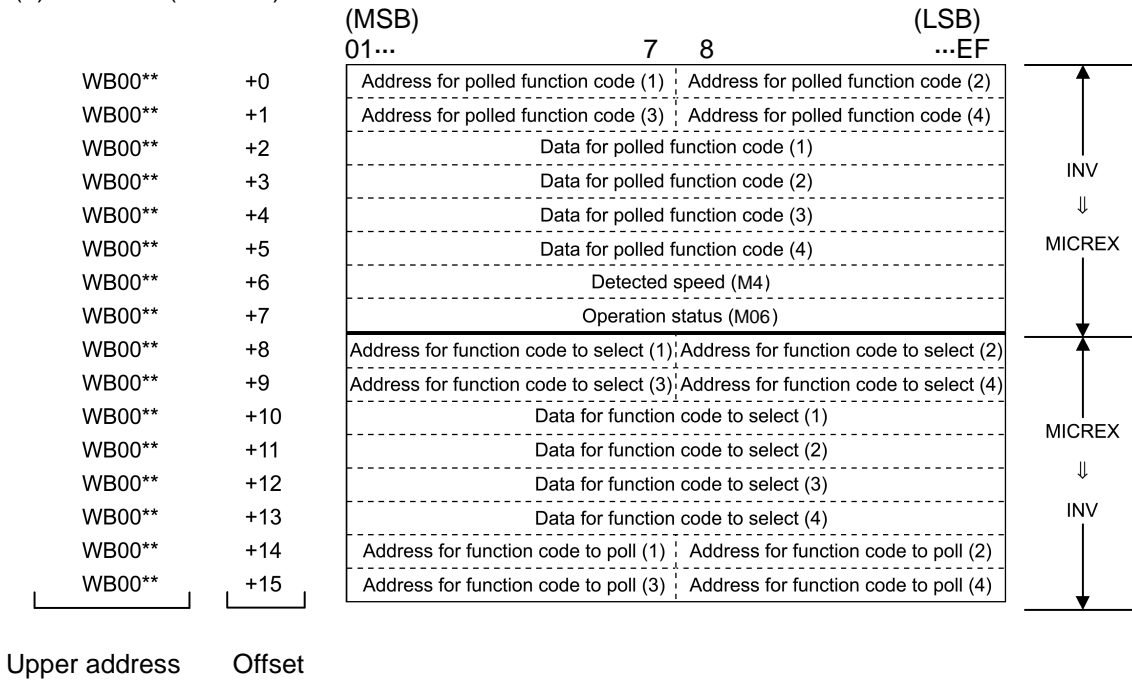 (MSB) (LSB)
01··· 7 8 ···EF
WB00** +0 Address for polled function code (1) Address for polled function code (2)
WB00** +1 Address for polled function code (3) Address for polled function code (4)
WB00** +2 Data for polled function code (1)
WB00** +3 Data for polled function code (2)
WB00** +4 Data for polled function code (3)
WB00** +5 Data for polled function code (4)
WB00** +6 Detected speed (M4)
WB00** +7 Operation status (M06)
INV
⇓
MICREX
WB00** +8 Address for function code to select (1) Address for function code to select (2)
WB00** +9 Address for function code to select (3) Address for function code to select (4)
WB00** +10 Data for function code to select (1)
WB00** +11 Data for function code to select (2)
WB00** +12 Data for function code to select (3)
WB00** +13 Data for function code to select (4)
WB00** +14 Address for function code to poll (1) Address for function code to poll (2)
WB00** +15 Address for function code to poll (3) Address for function code to poll (4)
MICREX
⇓
INV
Upper address Offset